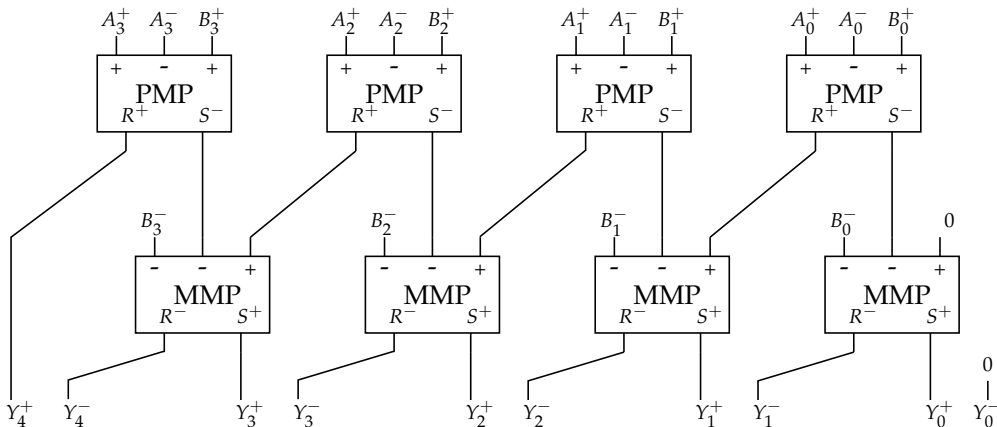 A₃⁺ A₃⁻ B₃⁺ A₂⁺ A₂⁻ B₂⁺ A₁⁺ A₁⁻ B₁⁺ A₀⁺ A₀⁻ B₀⁺
+ - + + - + + - + + - +
PMP PMP PMP PMP
R⁺ S⁻ R⁺ S⁻ R⁺ S⁻ R⁺ S⁻
B₃⁻ B₂⁻ B₁⁻ B₀⁻ 0
- - + - - + - - + - - +
MMP MMP MMP MMP
R⁻ S⁺ R⁻ S⁺ R⁻ S⁺ R⁻ S⁺
0
Y₄⁺ Y₄⁻ Y₃⁺ Y₃⁻ Y₂⁺ Y₂⁻ Y₁⁺ Y₁⁻ Y₀⁺ Y₀⁻